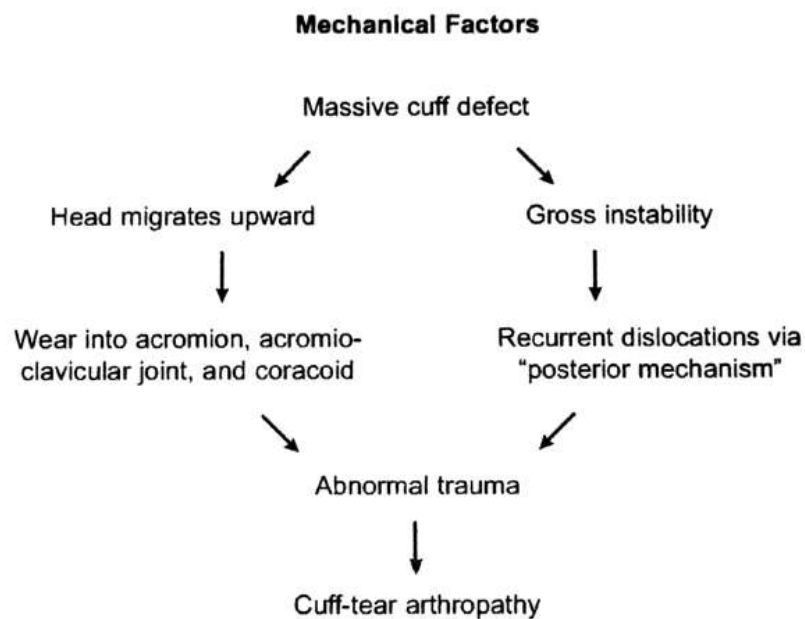 Mechanical Factors
Massive cuff defect
Head migrates upward
Gross instability
Wear into acromion, acromio-
clavicular joint, and coracoid
Recurrent dislocations via
“posterior mechanism”
Abnormal trauma
Cuff-tear arthropathy